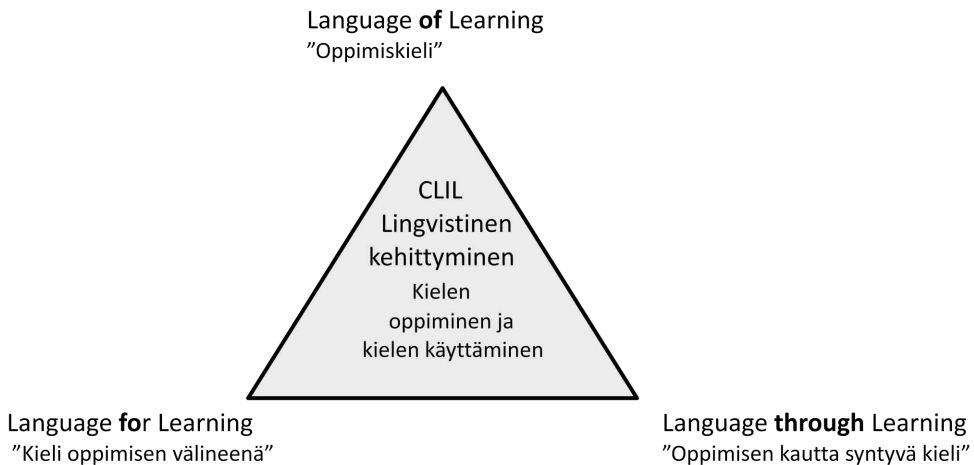 Language of Learning
”Oppimiskieli”
CLIL
Lingvistinen
kehittyminen
Kielen
oppiminen ja
kielen käyttäminen
Language for Learning
”Kieli oppimisen välineenä”
Language through Learning
”Oppimisen kautta syntyvä kieli”